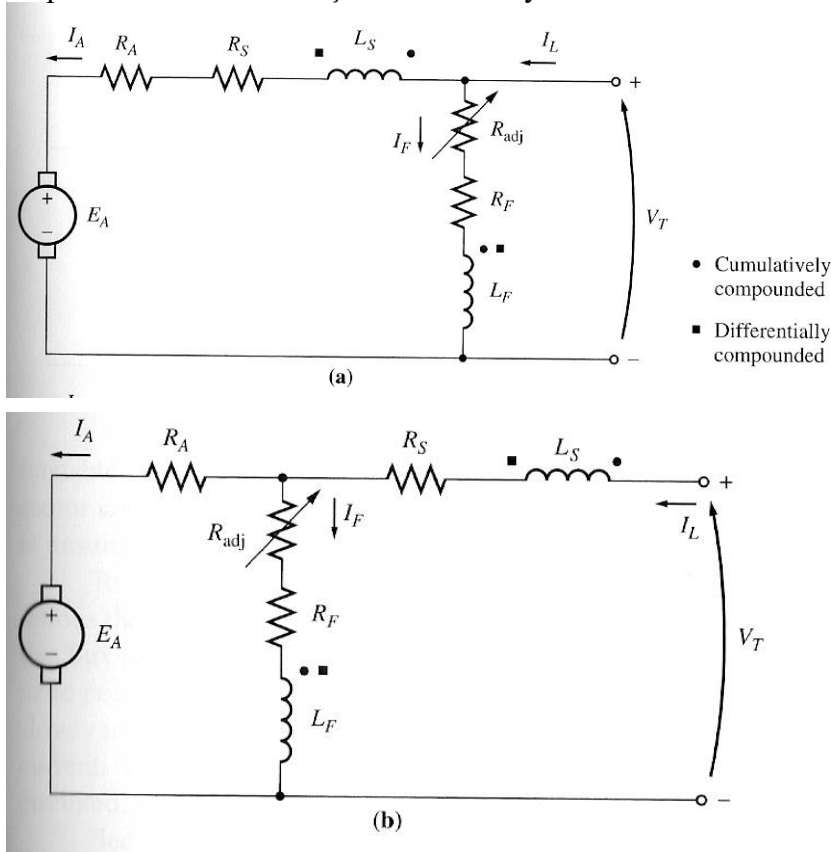 I_A
R_A
R_S
L_S
I_L
+
I_F
R_adj
+
E_A
−
R_F
V_T
L_F
● Cumulatively
compounded
■ Differentially
compounded
−
(a)
I_A
R_A
R_S
L_S
+
I_L
R_adj
I_F
+
E_A
−
R_F
V_T
L_F
−
(b)